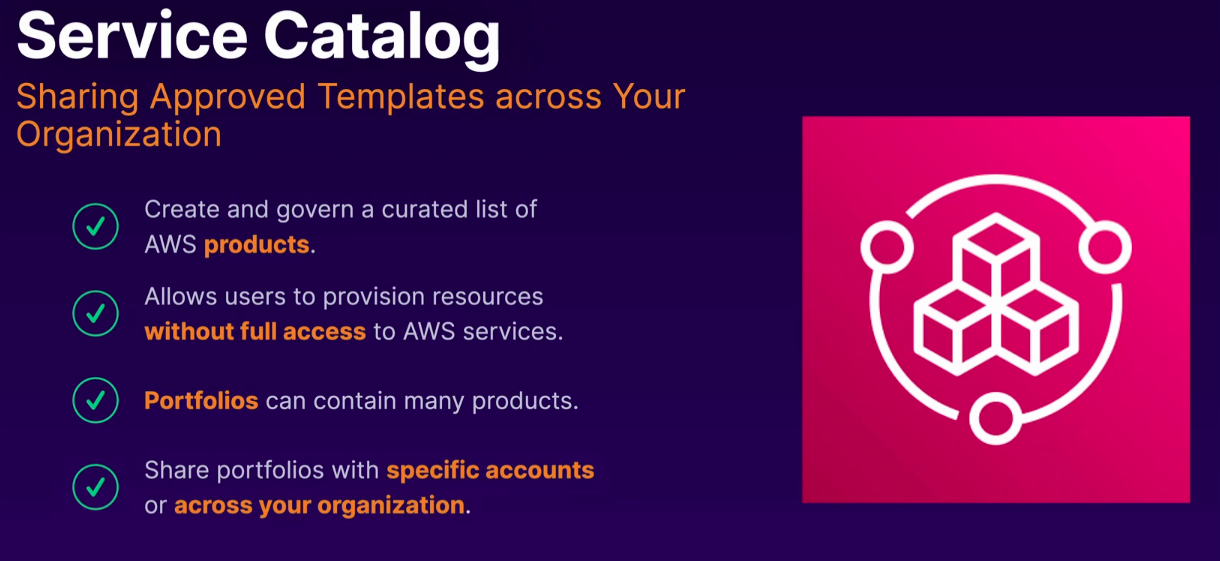 Service Catalog
Sharing Approved Templates across Your
Organization
Create and govern a curated list of
AWS products.
Allows users to provision resources
without full access to AWS services.
Portfolios can contain many products.
Share portfolios with specific accounts
or across your organization.